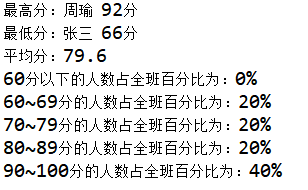 最高分：周瑜 92分
最低分：张三 66分
平均分：79.6
60分以下的人数占全班百分比为：0%
60~69分的人数占全班百分比为：20%
70~79分的人数占全班百分比为：20%
80~89分的人数占全班百分比为：20%
90~100分的人数占全班百分比为：40%